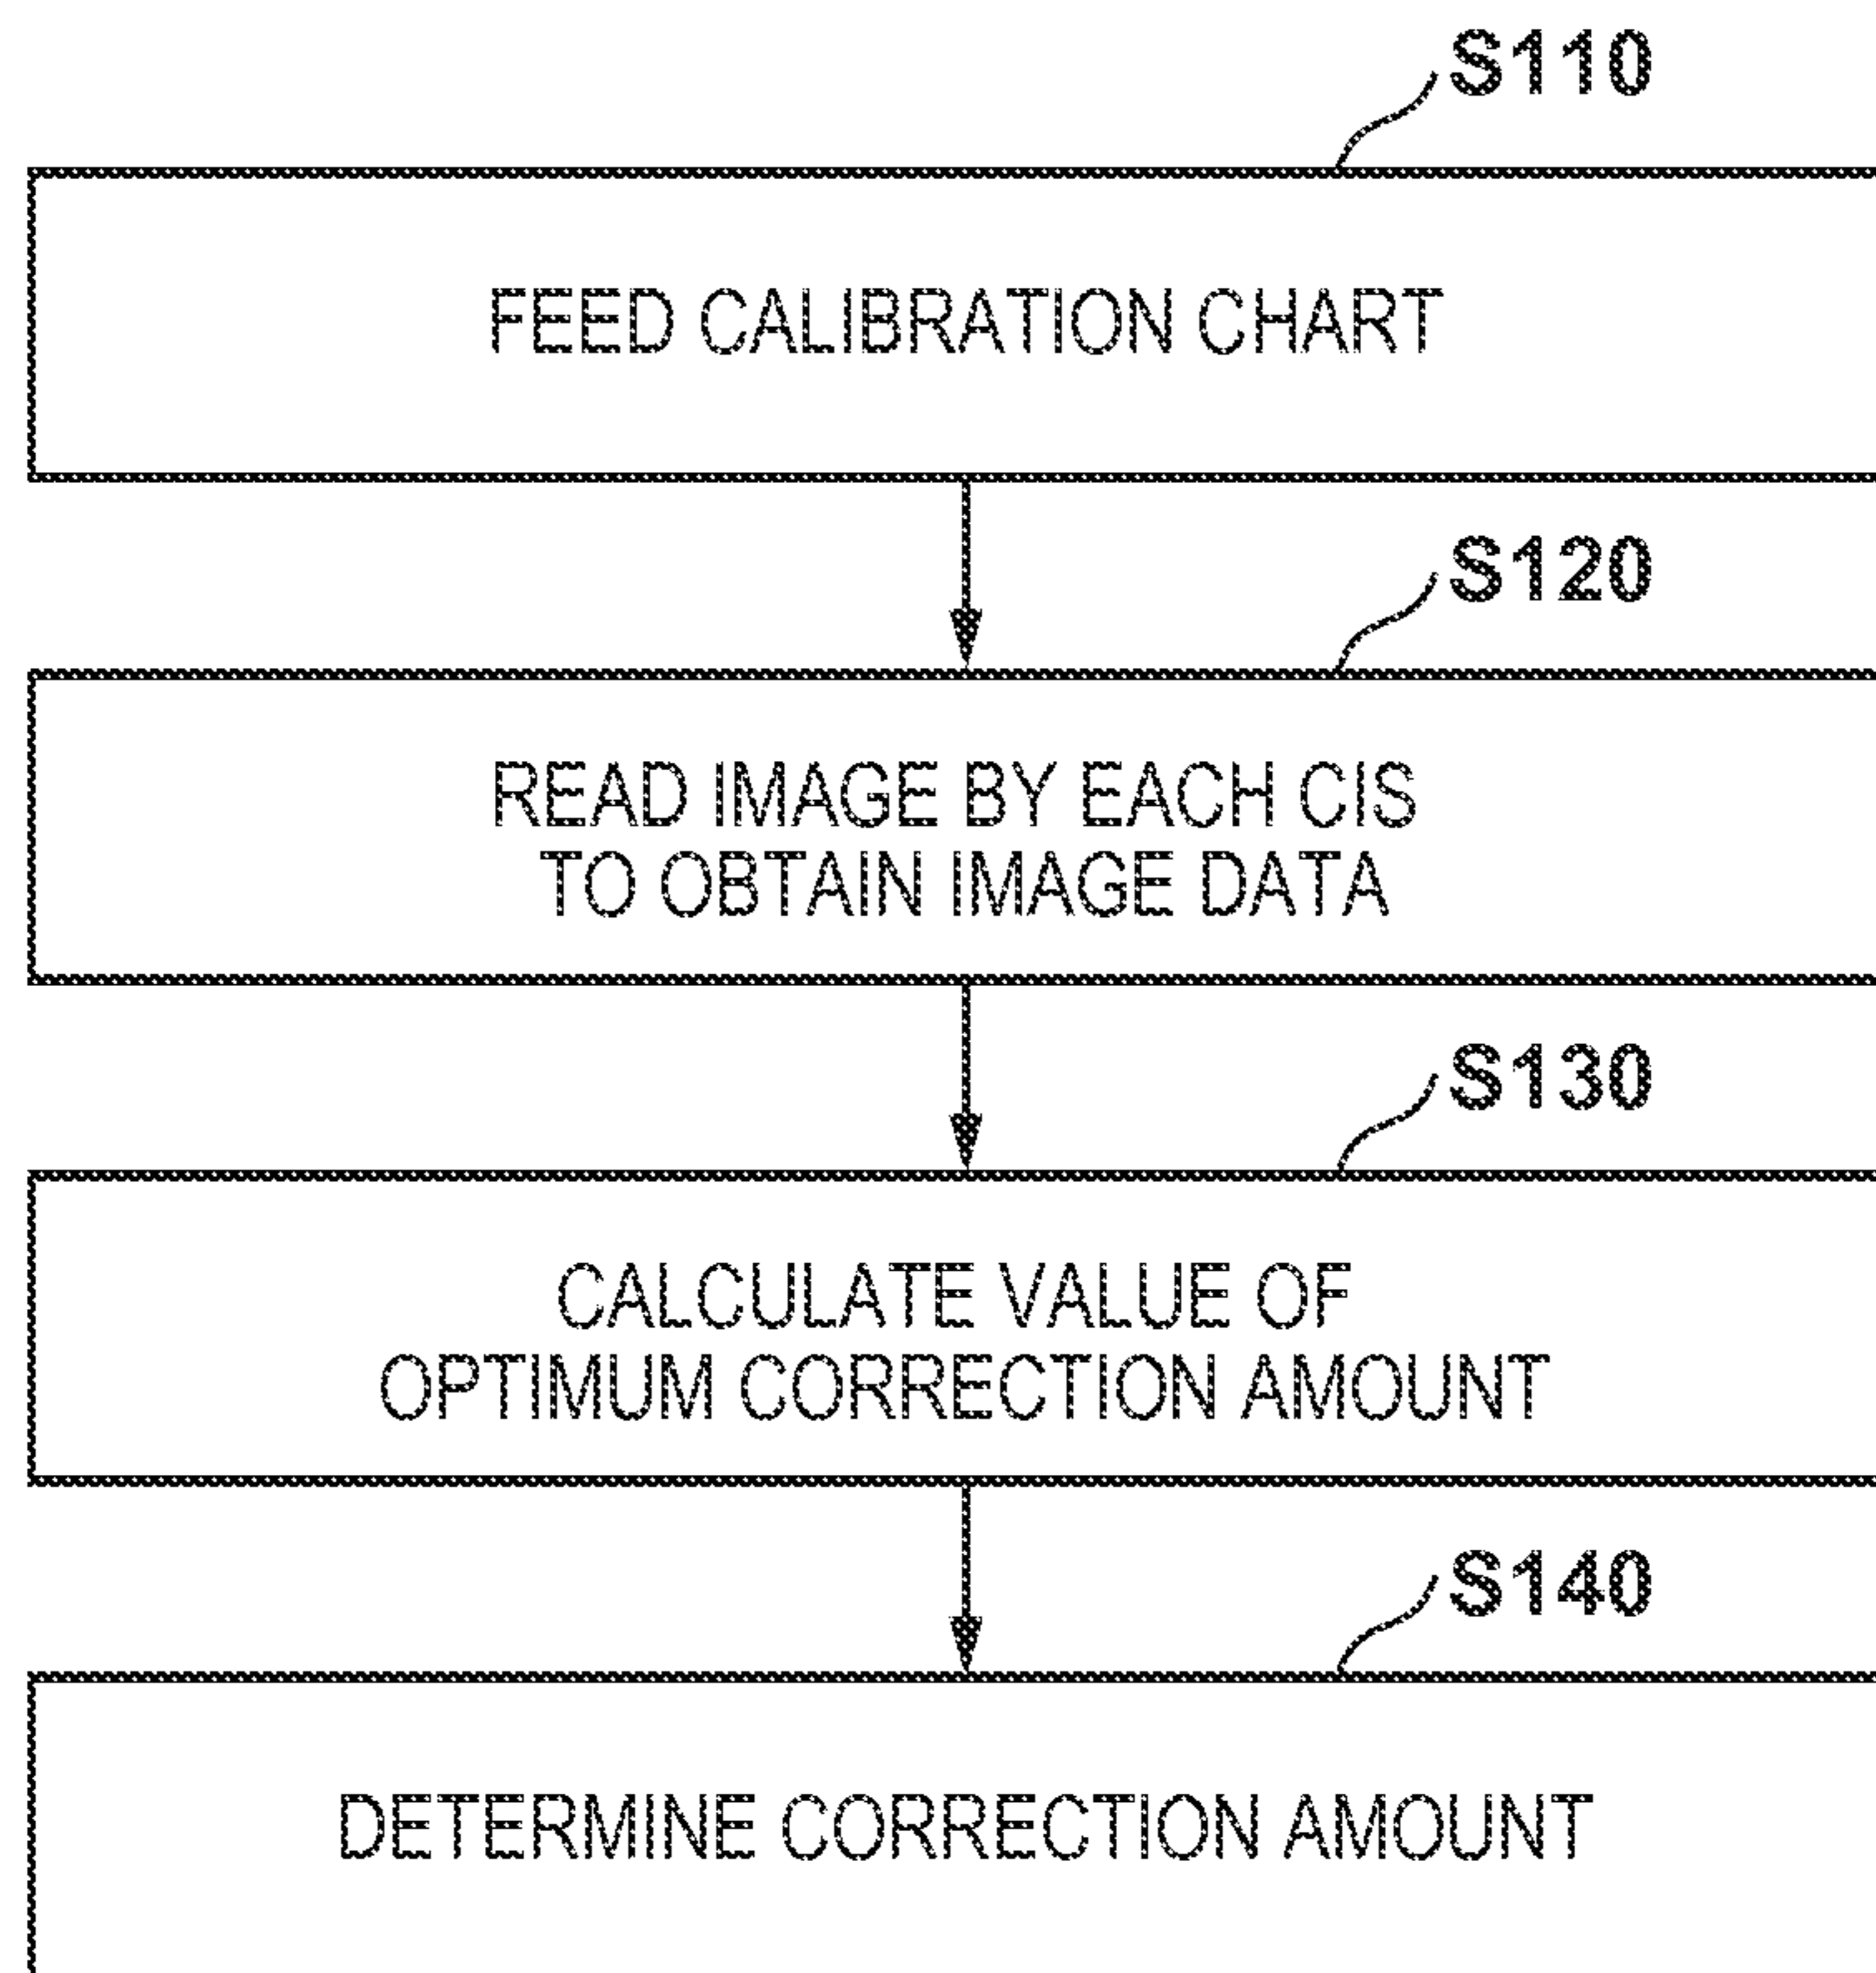 S110
FEED CALIBRATION CHART
S120
READ IMAGE BY EACH CIS
TO OBTAIN IMAGE DATA
S130
CALCULATE VALUE OF
OPTIMUM CORRECTION AMOUNT
S140
DETERMINE CORRECTION AMOUNT